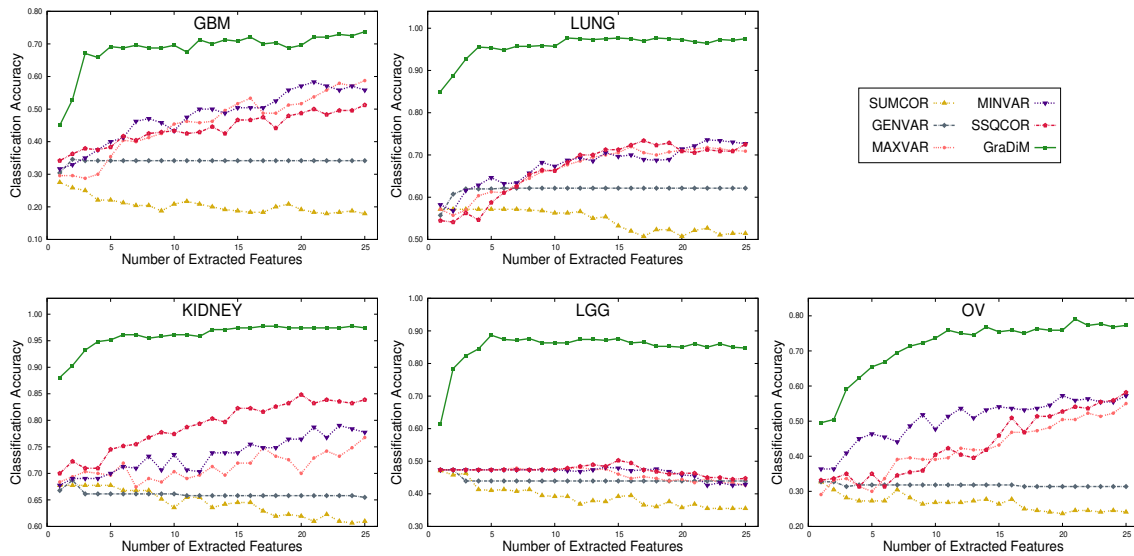 GBM
Classification Accuracy
0.80
0.70
0.60
0.50
0.40
0.30
0.20
0.10
0 5 10 15 20 25
Number of Extracted Features
LUNG
Classification Accuracy
1.00
0.90
0.80
0.70
0.60
0.50
0 5 10 15 20 25
Number of Extracted Features
SUMCOR
GENVAR
MAXVAR
MINVAR
SSQCOR
GraDiM
KIDNEY
Classification Accuracy
1.00
0.95
0.90
0.85
0.80
0.75
0.70
0.65
0.60
0 5 10 15 20 25
Number of Extracted Features
LGG
Classification Accuracy
1.00
0.90
0.80
0.70
0.60
0.50
0.40
0.30
0 5 10 15 20 25
Number of Extracted Features
OV
Classification Accuracy
0.80
0.70
0.60
0.50
0.40
0.30
0.20
0 5 10 15 20 25
Number of Extracted Features